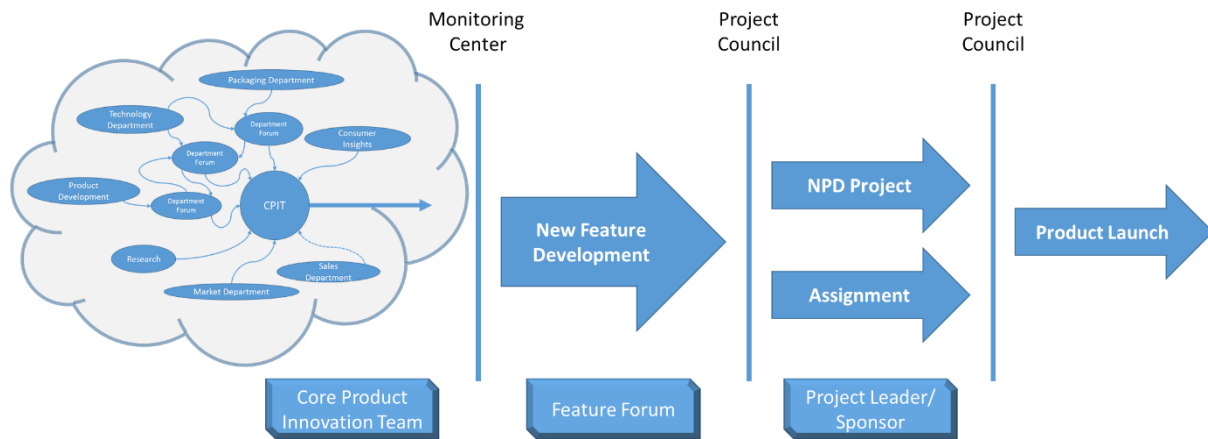 Monitoring
Center
Project
Council
Project
Council
Packaging Department
Technology
Department
Department
Forum
Consumer
Insights
Department
Forum
Product
Development
Department
Forum
CPIT
Research
Sales
Department
Market Department
New Feature
Development
NPD Project
Assignment
Product Launch
Core Product
Innovation Team
Feature Forum
Project Leader/
Sponsor